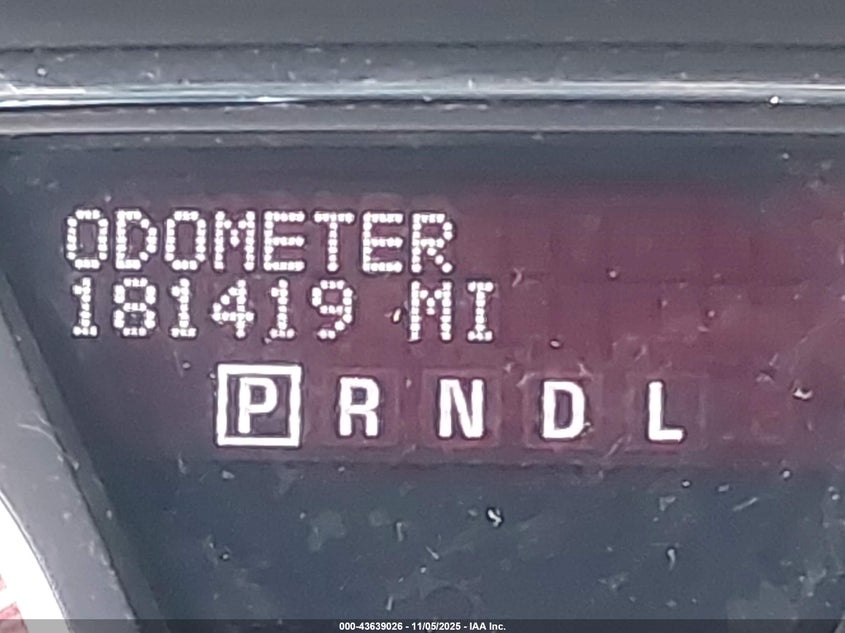 ODOMETER
181419 MI
P R N D L
000-43639026 - 11/05/2025 - IAA Inc.